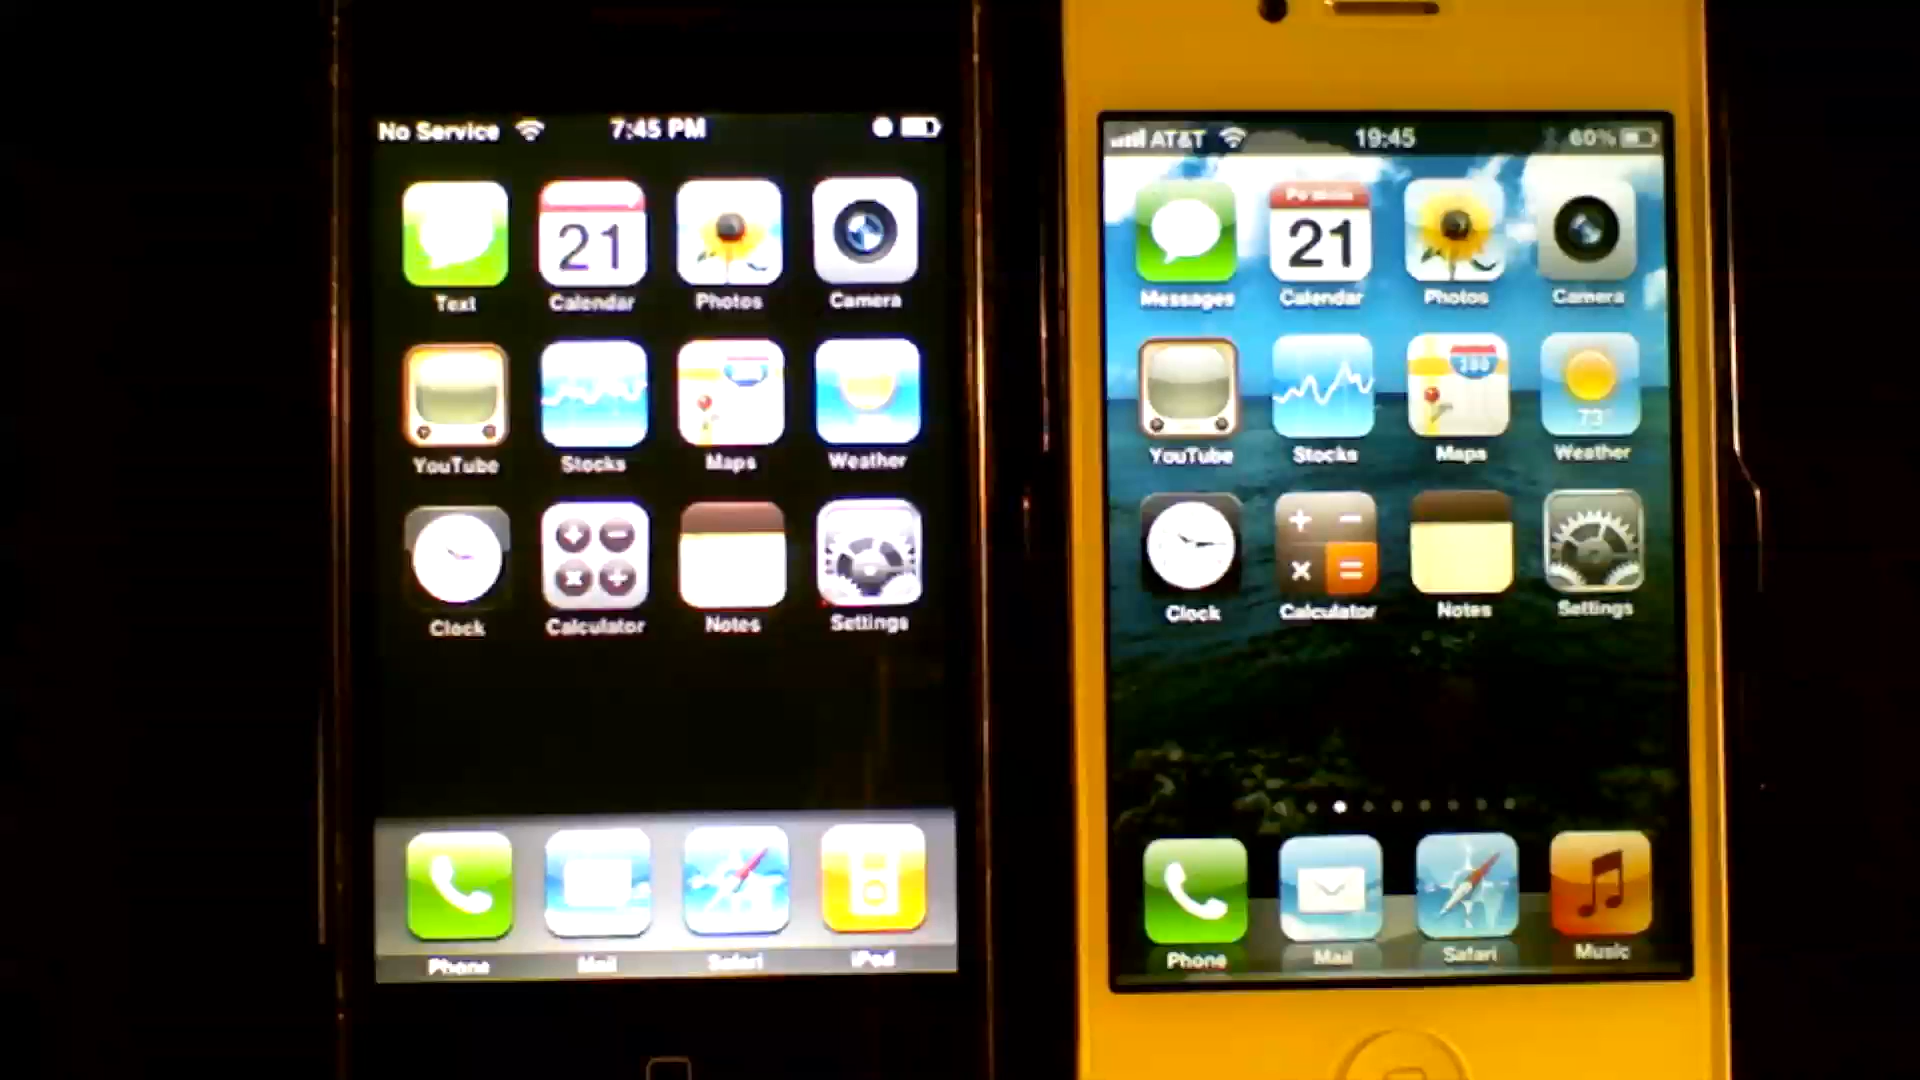 No Service 7:45 PM
21
Text Calendar Photos Camera
YouTube Stocks Maps Weather
Clock Calculator Notes Settings
Phone Mail Safari iPod
AT&T 19:45 60%
21
Messages Calendar Photos Camera
280
73°
YouTube Stocks Maps Weather
Clock Calculator Notes Settings
Phone Mail Safari Music